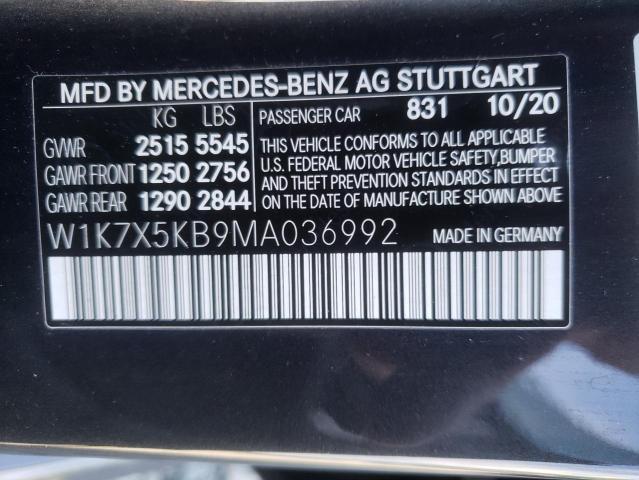 MFD BY MERCEDES-BENZ AG STUTTGART
KG LBS
GVWR 2515 5545
GAWR FRONT 1250 2756
GAWR REAR 1290 2844
PASSENGER CAR 831 10/20
THIS VEHICLE CONFORMS TO ALL APPLICABLE
U.S. FEDERAL MOTOR VEHICLE SAFETY,BUMPER
AND THEFT PREVENTION STANDARDS IN EFFECT
ON THE DATE OF MANUFACTURE SHOWN ABOVE.
W1K7X5KB9MA036992 MADE IN GERMANY